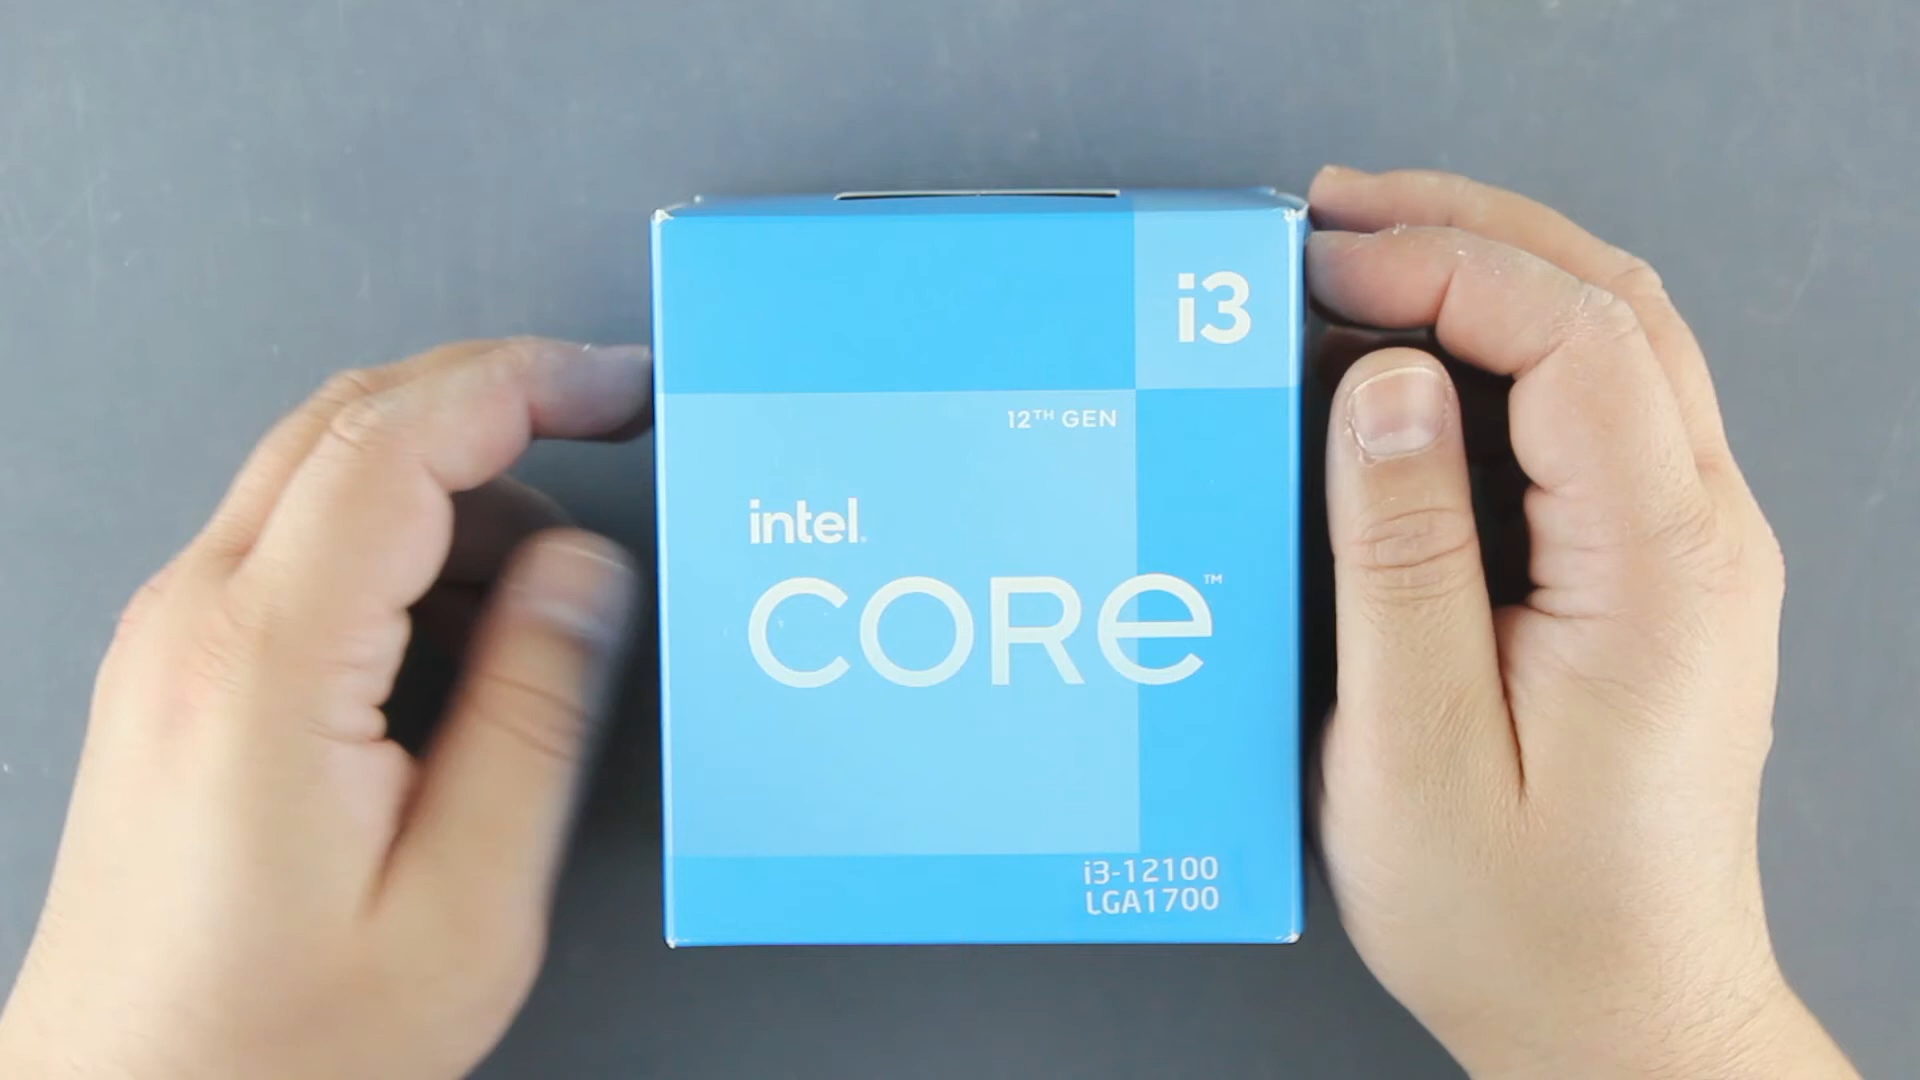 i3
12TH GEN
intel.
CORE™
i3-12100
LGA1700